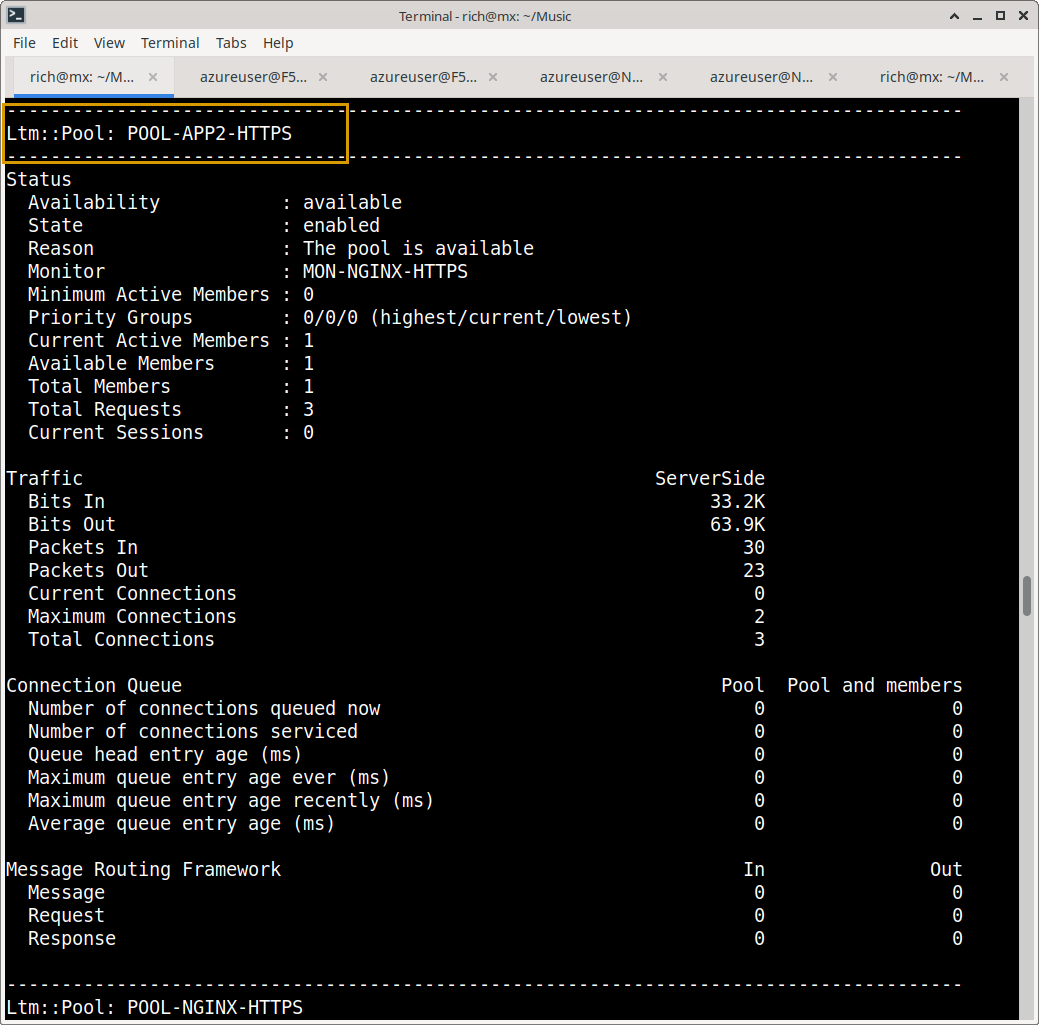 Terminal - rich@mx: ~/Music
File Edit View Terminal Tabs Help
rich@mx: ~/M... azureuser@F5... azureuser@F5... azureuser@N... azureuser@N... rich@mx: ~/M...
---------------------------------------------------------------------------------------
Ltm::Pool: POOL-APP2-HTTPS
---------------------------------------------------------------------------------------
Status
  Availability           : available
  State                  : enabled
  Reason                 : The pool is available
  Monitor                : MON-NGINX-HTTPS
  Minimum Active Members : 0
  Priority Groups        : 0/0/0 (highest/current/lowest)
  Current Active Members : 1
  Available Members      : 1
  Total Members          : 1
  Total Requests         : 3
  Current Sessions       : 0
Traffic                                                    ServerSide
  Bits In                                                       33.2K
  Bits Out                                                      63.9K
  Packets In                                                       30
  Packets Out                                                      23
  Current Connections                                               0
  Maximum Connections                                               2
  Total Connections                                                 3
Connection Queue                                                 Pool  Pool and members
  Number of connections queued now                                  0                 0
  Number of connections serviced                                    0                 0
  Queue head entry age (ms)                                         0                 0
  Maximum queue entry age ever (ms)                                 0                 0
  Maximum queue entry age recently (ms)                             0                 0
  Average queue entry age (ms)                                      0                 0
Message Routing Framework                                          In               Out
  Message                                                           0                 0
  Request                                                           0                 0
  Response                                                          0                 0
---------------------------------------------------------------------------------------
Ltm::Pool: POOL-NGINX-HTTPS